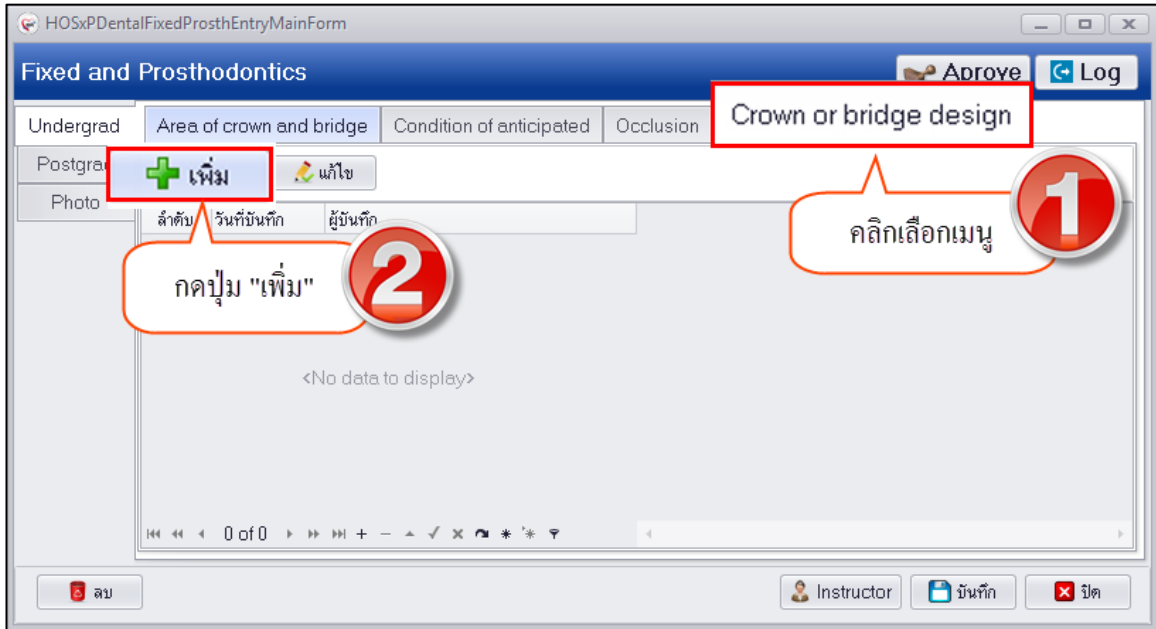 HOSxPDentalFixedProsthEntryMainForm
Fixed and Prosthodontics
Aprove
Log
Undergrad
Area of crown and bridge
Condition of anticipated
Occlusion
Crown or bridge design
Photo
เพิ่ม
แก้ไข
ลำดับ
วันที่บันทึก
ผู้บันทึก
คลิกเลือกเมนู
1
กดปุ่ม "เพิ่ม"
2
<No data to display>
0 of 0
ลบ
Instructor
บันทึก
ปิด